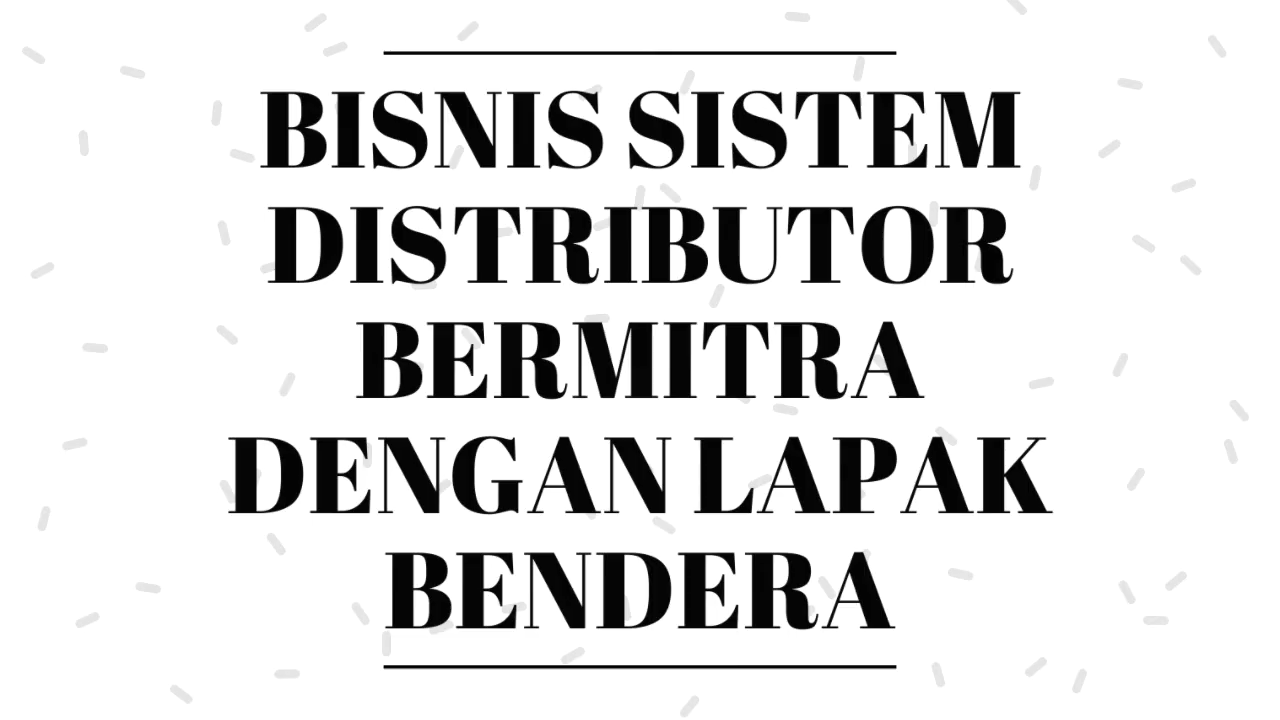 BISNIS SISTEM
DISTRIBUTOR
BERMITRA
DENGAN LAPAK
BENDERA